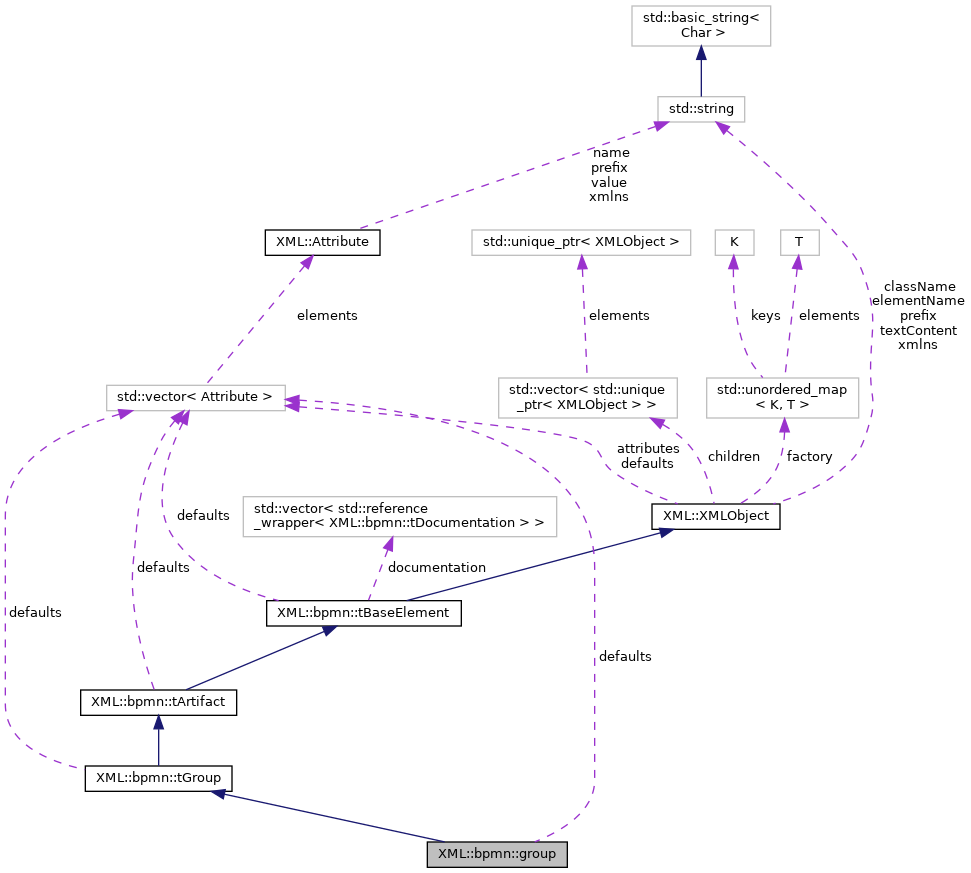 std::basic_string<
Char >
std::string
name
prefix
value
xmlns
XML::Attribute
std::unique_ptr< XMLObject >
K
T
className
elementName
prefix
textContent
xmlns
elements
elements
keys
elements
std::vector< Attribute >
std::vector< std::unique
_ptr< XMLObject > >
std::unordered_map
< K, T >
attributes
defaults
children
factory
std::vector< std::reference
_wrapper< XML::bpmn::tDocumentation > >
defaults
XML::XMLObject
defaults
documentation
defaults
XML::bpmn::tBaseElement
defaults
XML::bpmn::tArtifact
XML::bpmn::tGroup
XML::bpmn::group